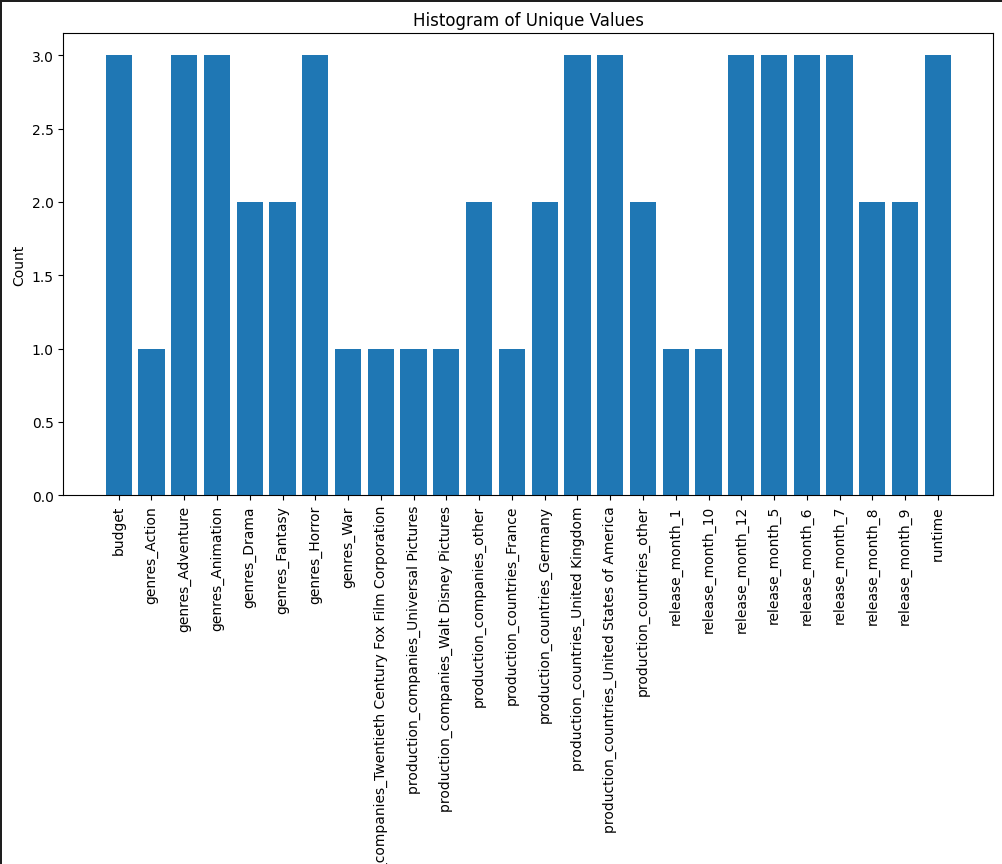 Histogram of Unique Values
3.0
2.5
2.0
1.5
1.0
0.5
0.0
Count
budget
genres_Action
genres_Adventure
genres_Animation
genres_Drama
genres_Fantasy
genres_Horror
genres_War
_companies_Twentieth Century Fox Film Corporation
production_companies_Universal Pictures
production_companies_Walt Disney Pictures
production_companies_other
production_countries_France
production_countries_Germany
production_countries_United Kingdom
production_countries_United States of America
production_countries_other
release_month_1
release_month_10
release_month_12
release_month_5
release_month_6
release_month_7
release_month_8
release_month_9
runtime